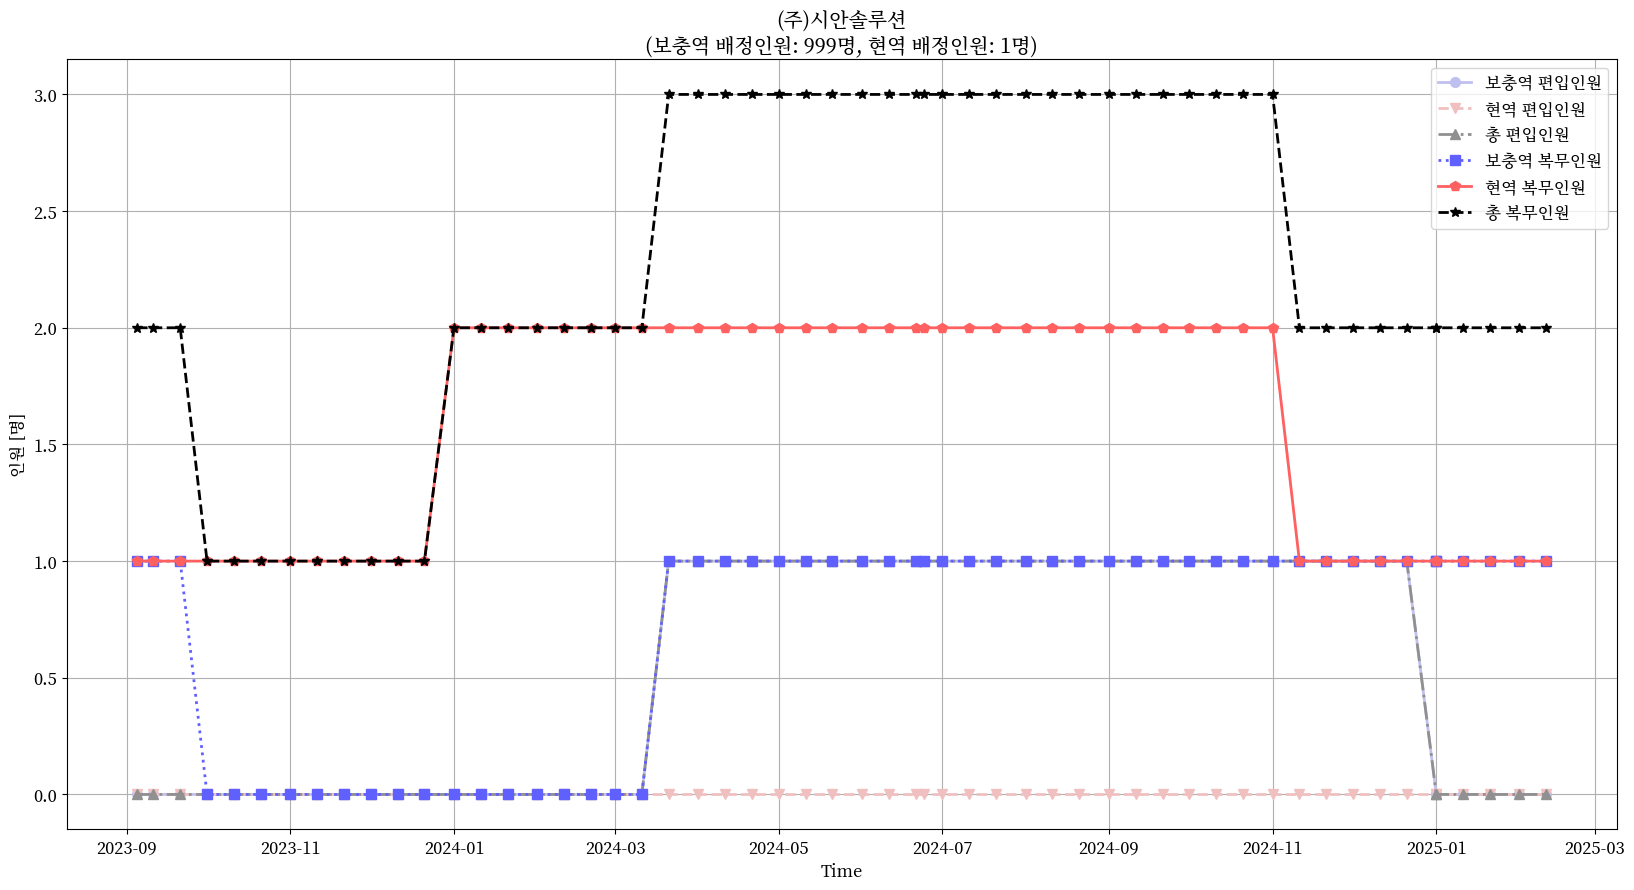 (주)시안솔루션
(보충역 배정인원: 999명, 현역 배정인원: 1명)
보충역 편입인원
현역 편입인원
총 편입인원
보충역 복무인원
현역 복무인원
총 복무인원
인원 [명]
3.0
2.5
2.0
1.5
1.0
0.5
0.0
2023-09
2023-11
2024-01
2024-03
2024-05
2024-07
2024-09
2024-11
2025-01
2025-03
Time